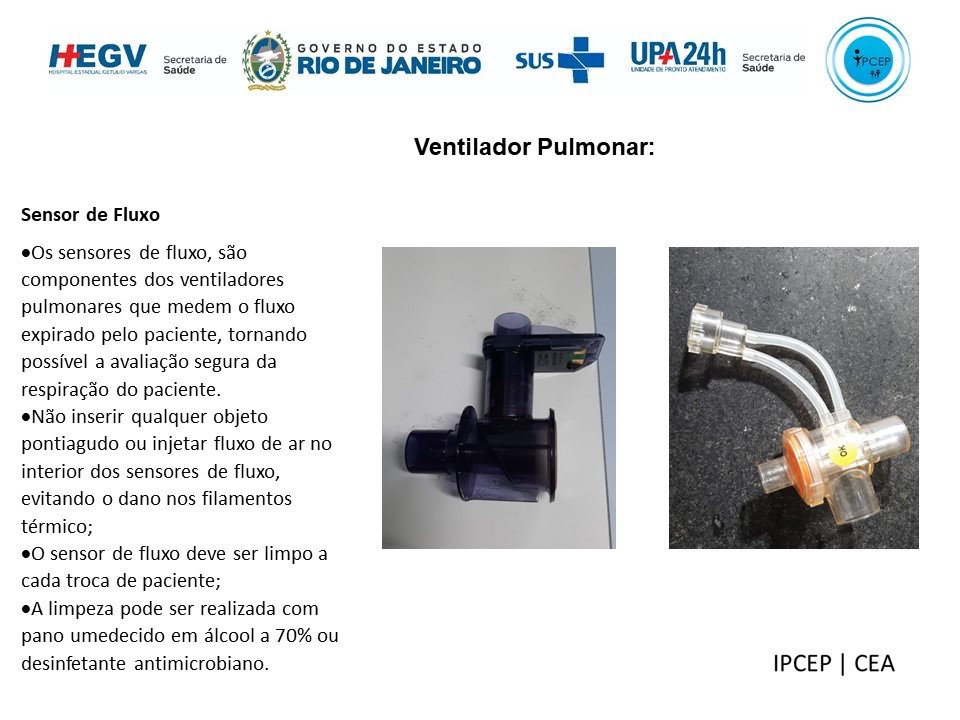 HEGV
HOSPITAL ESTADUAL GETÚLIO VARGAS
Secretaria de
Saúde
GOVERNO DO ESTADO
RIO DE JANEIRO
SUS
UPA24h
UNIDADE DE PRONTO ATENDIMENTO
Secretaria de
Saúde
IPCEP
Ventilador Pulmonar:
Sensor de Fluxo
•Os sensores de fluxo, são
componentes dos ventiladores
pulmonares que medem o fluxo
expirado pelo paciente, tornando
possível a avaliação segura da
respiração do paciente.
•Não inserir qualquer objeto
pontiagudo ou injetar fluxo de ar no
interior dos sensores de fluxo,
evitando o dano nos filamentos
térmico;
•O sensor de fluxo deve ser limpo a
cada troca de paciente;
•A limpeza pode ser realizada com
pano umedecido em álcool a 70% ou
desinfetante antimicrobiano.
OK
IPCEP | CEA